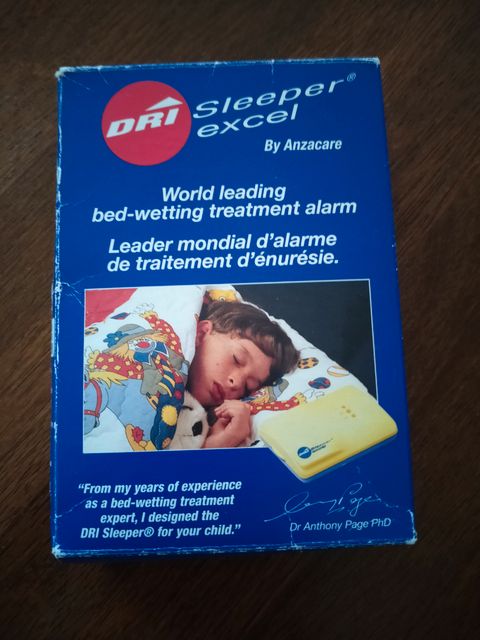 DRI Sleeper®
excel
By Anzacare
World leading
bed-wetting treatment alarm
Leader mondial d'alarme
de traitement d'énurésie.
"From my years of experience
as a bed-wetting treatment
expert, I designed the
DRI Sleeper® for your child."
Dr Anthony Page PhD